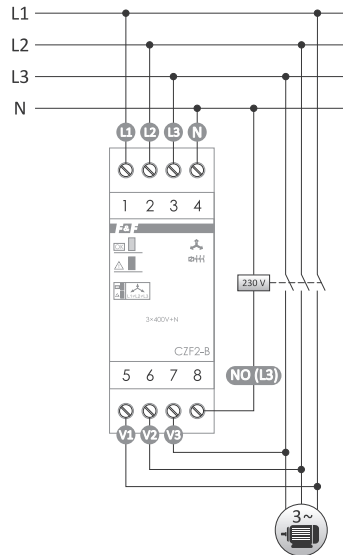 L1
L2
L3
N
L1 L2 L3 N
1 2 3 4
F&F
OK
3×400V+N
CZF2-B
230 V
5 6 7 8
NO (L3)
V1 V2 V3
3~